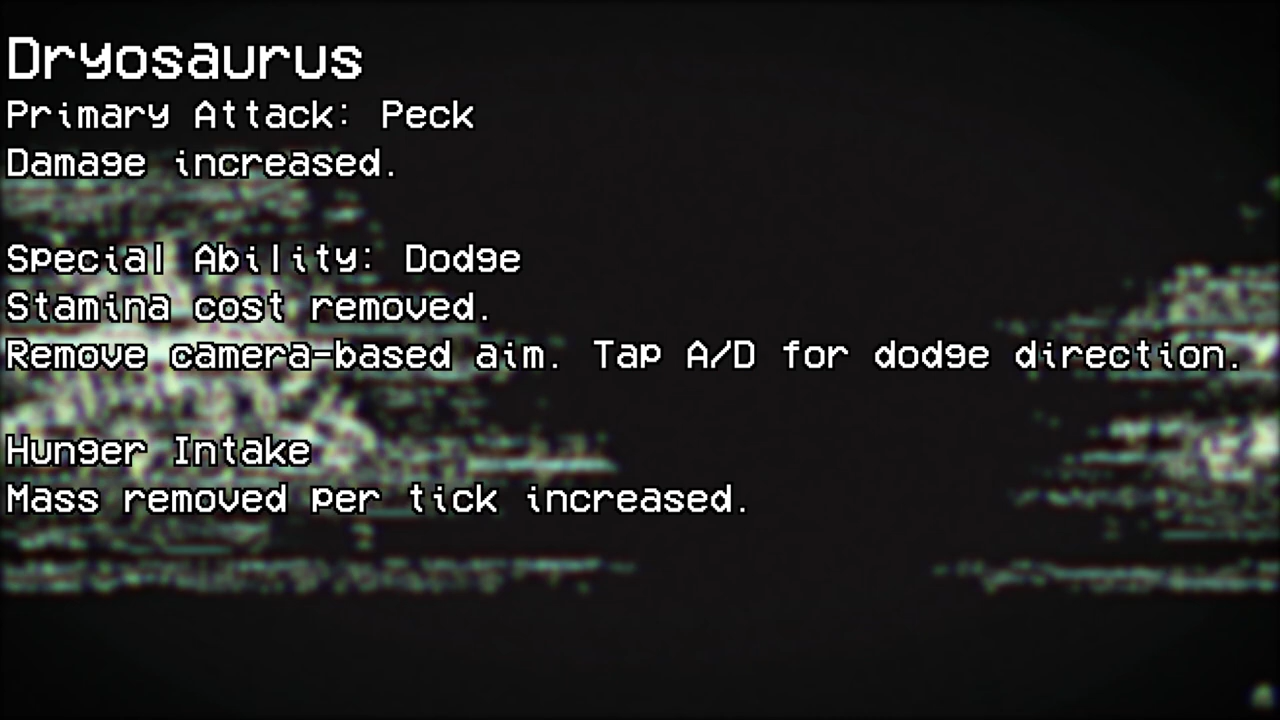 Dryosaurus
Primary Attack: Peck
Damage increased.
Special Ability: Dodge
Stamina cost removed.
Remove camera-based aim. Tap A/D for dodge direction.
Hunger Intake
Mass removed per tick increased.